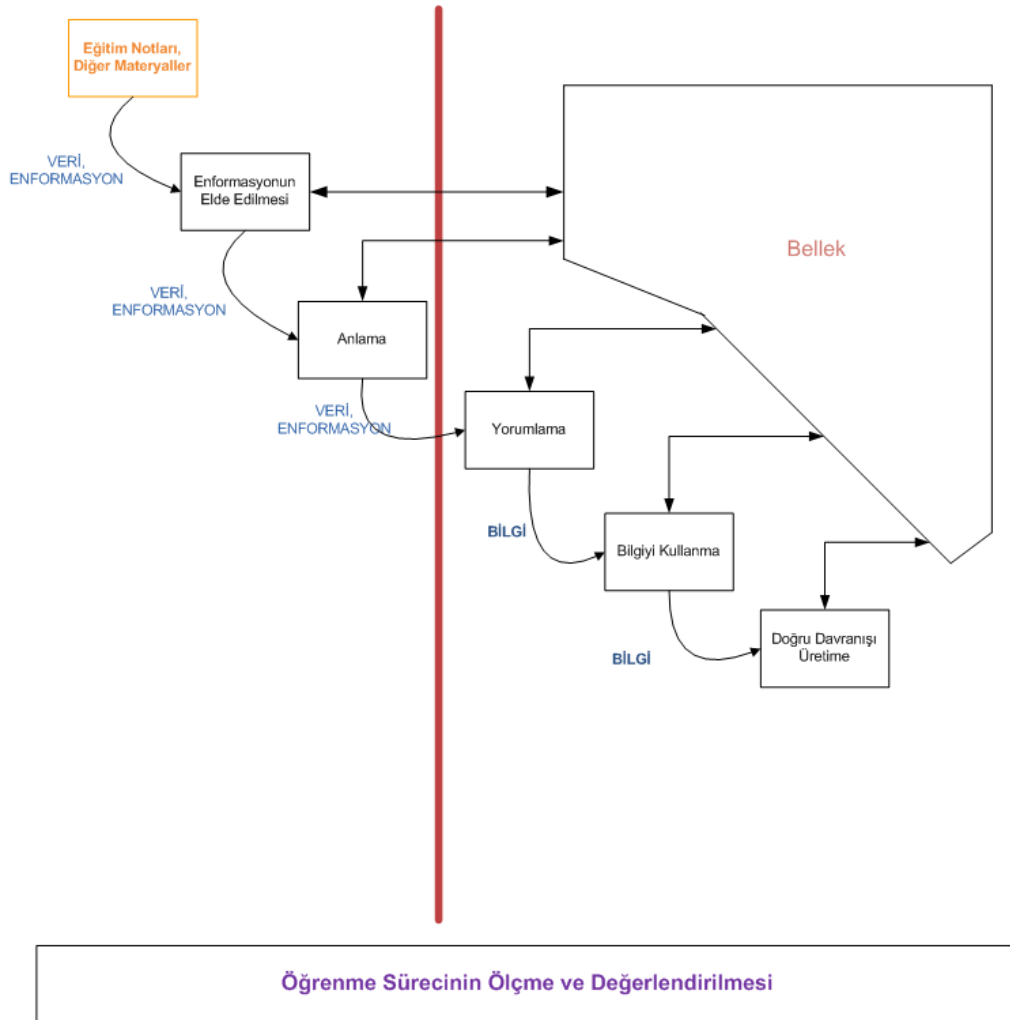 Eğitim Notları,
Diğer Materyaller
VERİ,
ENFORMASYON
Enformasyonun
Elde Edilmesi
Bellek
VERİ,
ENFORMASYON
Anlama
VERİ,
ENFORMASYON
Yorumlama
BİLGİ
Bilgiyi Kullanma
BİLGİ
Doğru Davranışı
Üretime
Öğrenme Sürecinin Ölçme ve Değerlendirilmesi